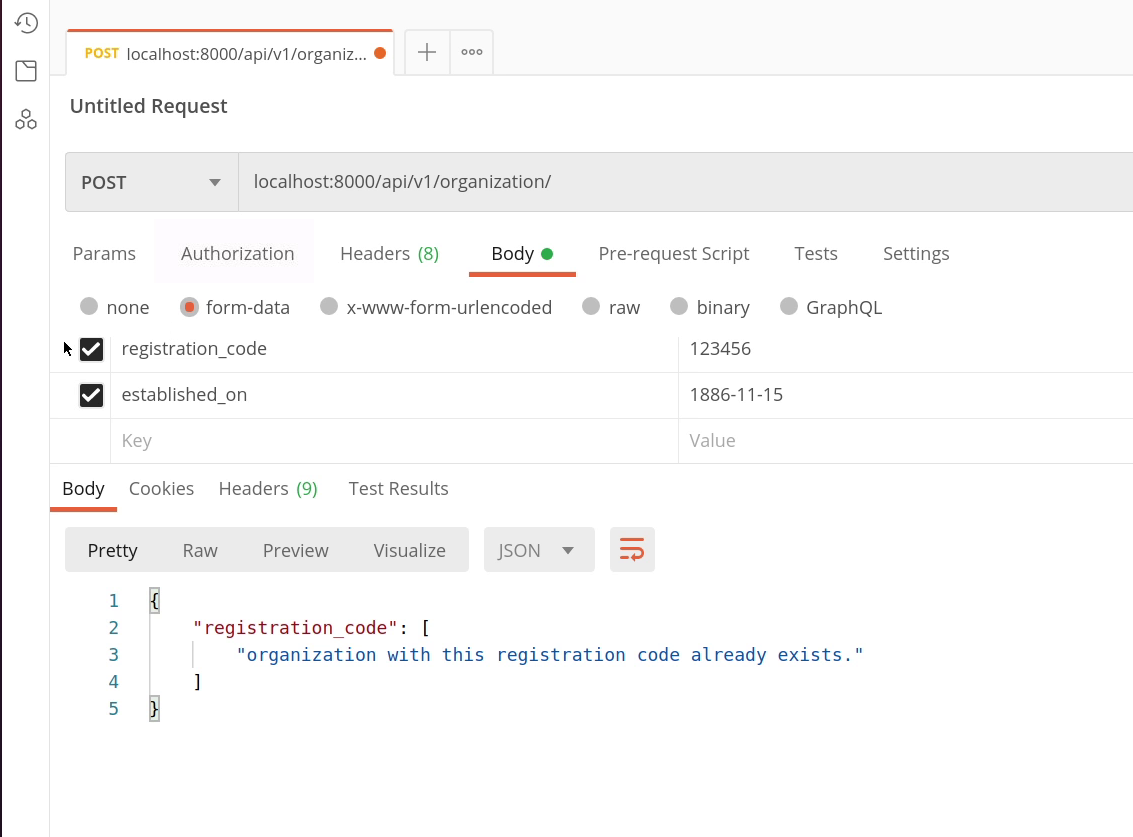 POST localhost:8000/api/v1/organiz...
Untitled Request
POST localhost:8000/api/v1/organization/
Params Authorization Headers (8) Body Pre-request Script Tests Settings
none form-data x-www-form-urlencoded raw binary GraphQL
registration_code 123456
established_on 1886-11-15
Key Value
Body Cookies Headers (9) Test Results
Pretty Raw Preview Visualize JSON
1 {
2 "registration_code": [
3 "organization with this registration code already exists."
4 ]
5 }